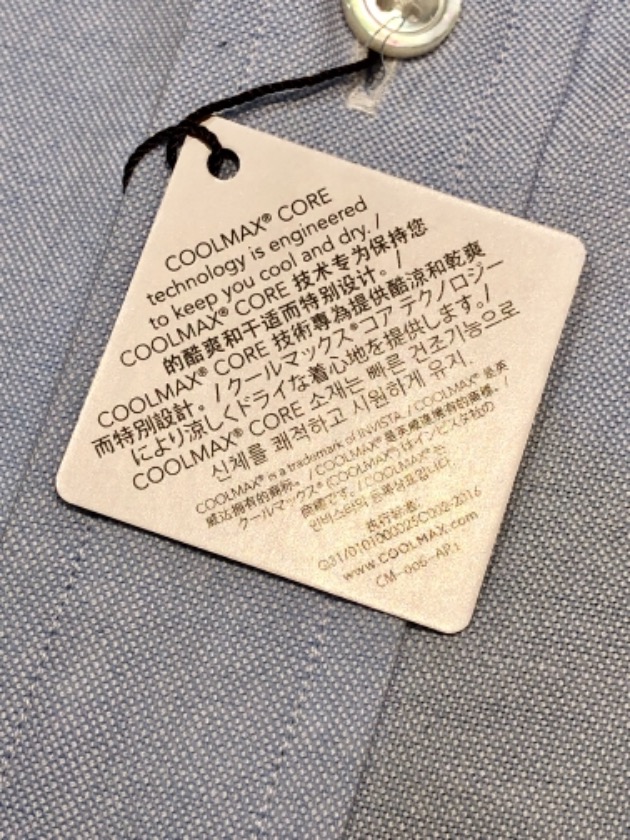 COOLMAX® CORE
technology is engineered
to keep you cool and dry. /
COOLMAX® CORE 技术专为保持您
的酷爽和干适而特别设计。 /
COOLMAX® CORE 技術專為提供酷涼和乾爽
而特別設計。 / クールマックス®コア テクノロジー
により涼しくドライな着心地を提供します。/
COOLMAX® CORE 소재는 빠른 건조기능으로
신체를 쾌적하고 시원하게 유지.
COOLMAX® is a trademark of INVISTA. / COOLMAX® 是英
威达拥有的商标。 / COOLMAX® 是英威達擁有的商標。 /
クールマックス® (COOLMAX®) はインビスタ社の
商標です。 / COOLMAX®는
인비스타의 등록상표입니다.
执行标准:
www.COOLMAX.com